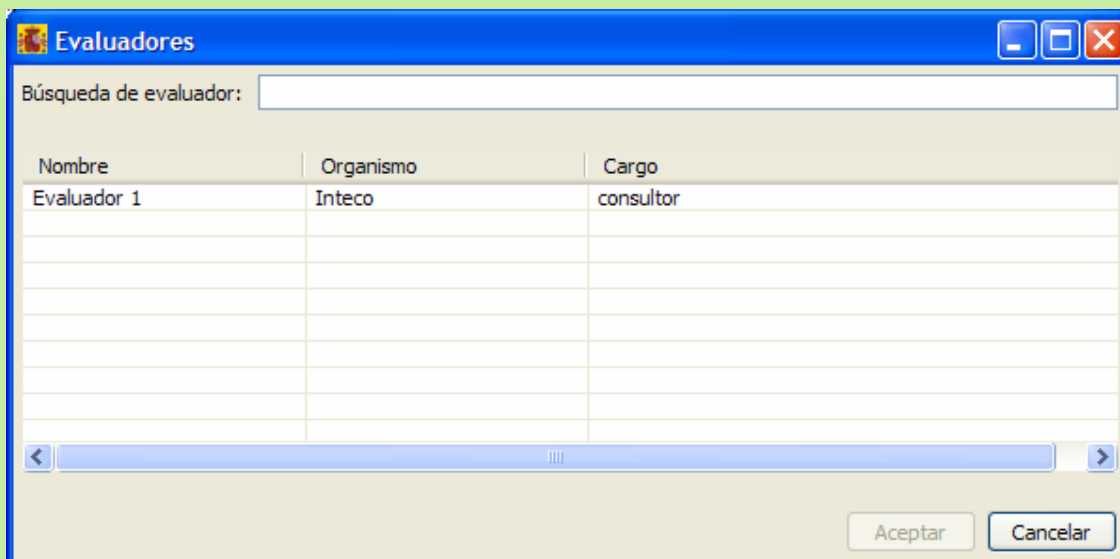 Evaluadores
Búsqueda de evaluador:
Nombre Organismo Cargo
Evaluador 1 Inteco consultor
Aceptar Cancelar